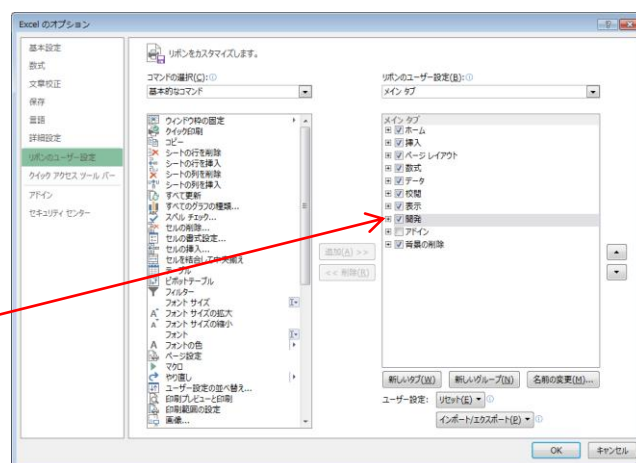 Excel のオプション
基本設定
数式
文章校正
保存
言語
詳細設定
リボンのユーザー設定
クイック アクセス ツール バー
アドイン
セキュリティ センター
リボンをカスタマイズします。
コマンドの選択(C):
基本的なコマンド
ウィンドウ枠の固定
クイック印刷
コピー
シートの行を削除
シートの行を挿入
シートの列を削除
シートの列を挿入
すべて更新
すべてのグラフの種類...
スペル チェック...
セルの削除...
セルの書式設定...
セルの挿入...
セルを結合して中央揃え
テーブル
ピボットテーブル
フィルター
フォント サイズ
フォント サイズの拡大
フォント サイズの縮小
フォント
フォントの色
ページ設定
マクロ
やり直し
ユーザー設定の並べ替え...
印刷プレビューと印刷
印刷範囲の設定
画像...
追加(A) >>
<< 削除(R)
リボンのユーザー設定(B):
メイン タブ
メイン タブ
ホーム
挿入
ページ レイアウト
数式
データ
校閲
表示
開発
アドイン
背景の削除
新しいタブ(W)
新しいグループ(N)
名前の変更(M)...
ユーザー設定:
リセット(E)
インポート/エクスポート(P)
OK
キャンセル